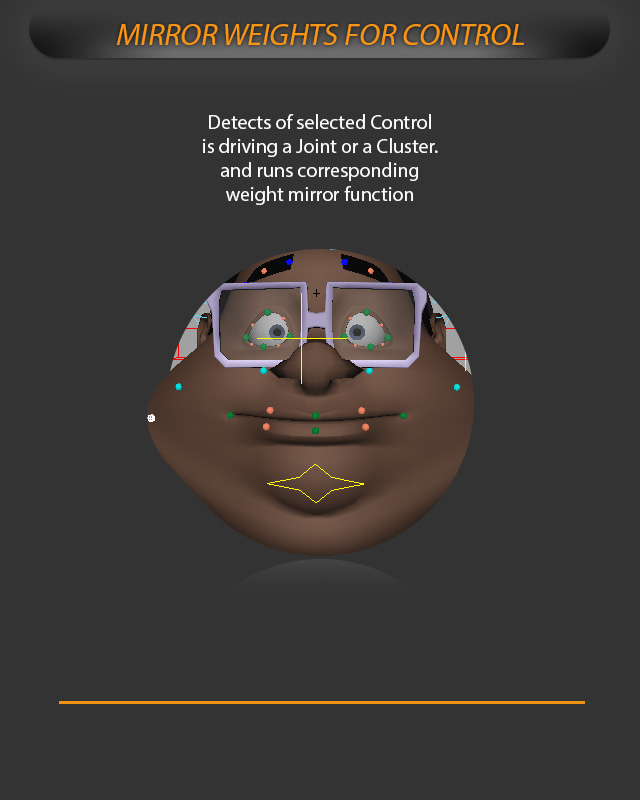 MIRROR WEIGHTS FOR CONTROL
Detects of selected Control
is driving a Joint or a Cluster.
and runs corresponding
weight mirror function